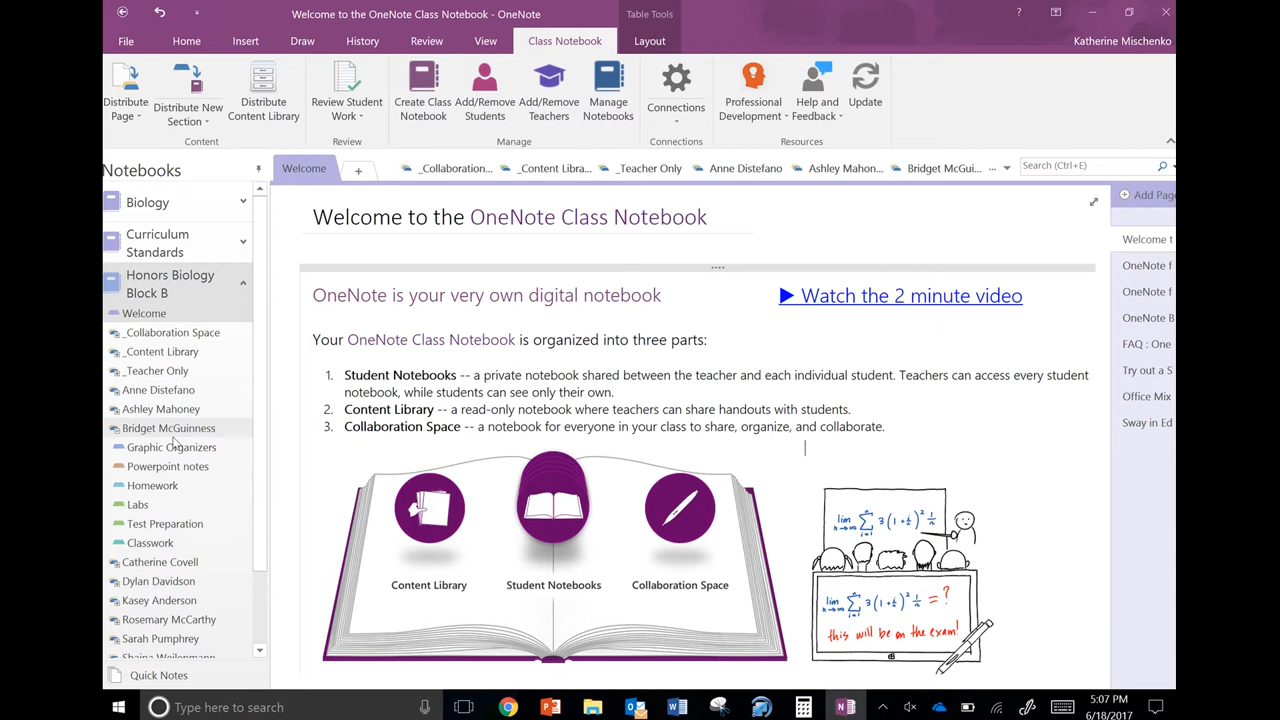 Welcome to the OneNote Class Notebook - OneNote
Table Tools
File
Home
Insert
Draw
History
Review
View
Class Notebook
Layout
Katherine Mischenko
Distribute Page
Distribute New Section
Distribute Content Library
Review Student Work
Create Class Notebook
Add/Remove Students
Add/Remove Teachers
Manage Notebooks
Connections
Professional Development
Help and Feedback
Update
Content
Review
Manage
Connections
Resources
Notebooks
Welcome
_Collaboration...
_Content Libra...
_Teacher Only
Anne Distefano
Ashley Mahon...
Bridget McGui...
Search (Ctrl+E)
Biology
Curriculum Standards
Honors Biology Block B
Welcome
_Collaboration Space
_Content Library
_Teacher Only
Anne Distefano
Ashley Mahoney
Bridget McGuinness
Graphic Organizers
Powerpoint notes
Homework
Labs
Test Preparation
Classwork
Catherine Covell
Dylan Davidson
Kasey Anderson
Rosemary McCarthy
Sarah Pumphrey
Quick Notes
Welcome to the OneNote Class Notebook
OneNote is your very own digital notebook
▶ Watch the 2 minute video
Your OneNote Class Notebook is organized into three parts:
1. Student Notebooks -- a private notebook shared between the teacher and each individual student. Teachers can access every student
notebook, while students can see only their own.
2. Content Library -- a read-only notebook where teachers can share handouts with students.
3. Collaboration Space -- a notebook for everyone in your class to share, organize, and collaborate.
Content Library
Student Notebooks
Collaboration Space
= ?
this will be on the exam!
Add Page
Welcome t
OneNote f
OneNote f
OneNote B
FAQ : One
Try out a S
Office Mix
Sway in Ed
Type here to search
5:07 PM
6/18/2017